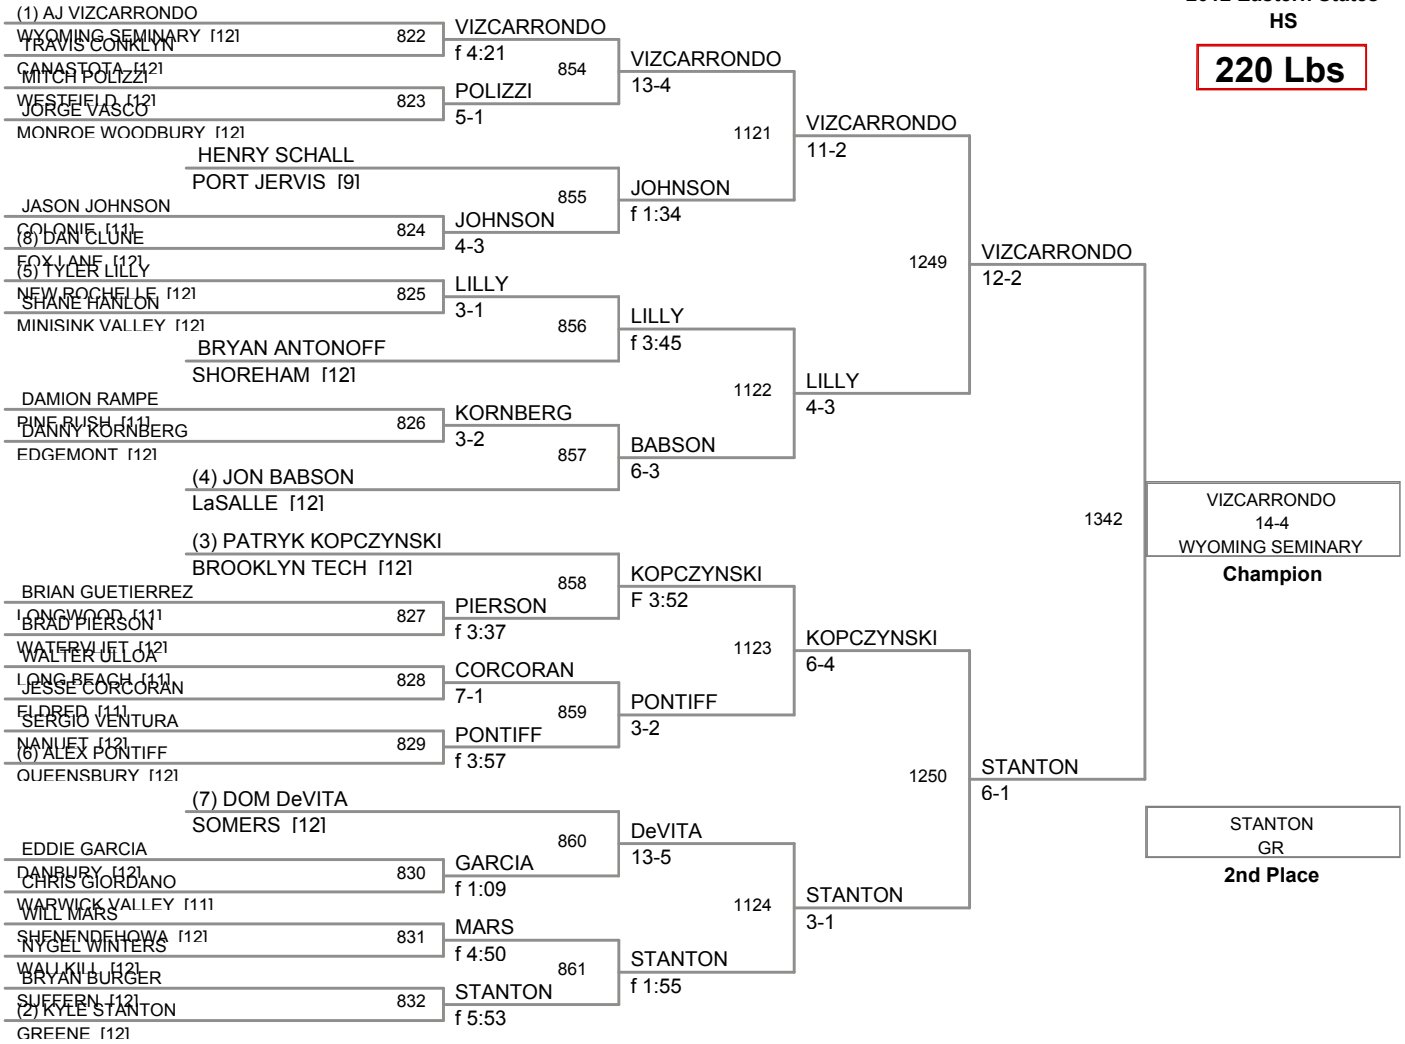 2012 Eastern States
HS
220 Lbs
(1) AJ VIZCARRONDO
WYOMING SEMINARY [12]
TRAVIS CONKLYN
CANASTOTA [12]
MITCH POLIZZI
WESTFIELD [12]
JORGE VASCO
MONROE WOODBURY [12]
HENRY SCHALL
PORT JERVIS [9]
JASON JOHNSON
COLONIE [11]
(8) DAN CLUNE
FOX LANE [12]
(5) TYLER LILLY
NEW ROCHELLE [12]
SHANE HANLON
MINISINK VALLEY [12]
BRYAN ANTONOFF
SHOREHAM [12]
DAMION RAMPE
PINE BUSH [11]
DANNY KORNBERG
EDGEMONT [12]
(4) JON BABSON
LaSALLE [12]
(3) PATRYK KOPCZYNSKI
BROOKLYN TECH [12]
BRIAN GUETIERREZ
LONGWOOD [11]
BRAD PIERSON
WATERVLIET [12]
WALTER ULLOA
LONG BEACH [11]
JESSE CORCORAN
ELDRED [11]
SERGIO VENTURA
NANUET [12]
(6) ALEX PONTIFF
QUEENSBURY [12]
(7) DOM DeVITA
SOMERS [12]
EDDIE GARCIA
DANBURY [12]
CHRIS GIORDANO
WARWICK VALLEY [11]
WILL MARS
SHENENDEHOWA [12]
NYGEL WINTERS
WALLKILL [12]
BRYAN BURGER
SUFFERN [12]
(2) KYLE STANTON
GREENE [12]
822
823
824
825
826
827
828
829
830
831
832
VIZCARRONDO
f 4:21
POLIZZI
5-1
JOHNSON
4-3
LILLY
3-1
KORNBERG
3-2
PIERSON
f 3:37
CORCORAN
7-1
PONTIFF
f 3:57
GARCIA
f 1:09
MARS
f 4:50
STANTON
f 5:53
854
855
856
857
858
859
860
861
VIZCARRONDO
13-4
JOHNSON
f 1:34
LILLY
f 3:45
BABSON
6-3
KOPCZYNSKI
F 3:52
PONTIFF
3-2
DeVITA
13-5
STANTON
f 1:55
1121
1122
1123
1124
VIZCARRONDO
11-2
LILLY
4-3
KOPCZYNSKI
6-4
STANTON
3-1
1249
1250
VIZCARRONDO
12-2
STANTON
6-1
1342
VIZCARRONDO
14-4
WYOMING SEMINARY
Champion
STANTON
GR
2nd Place